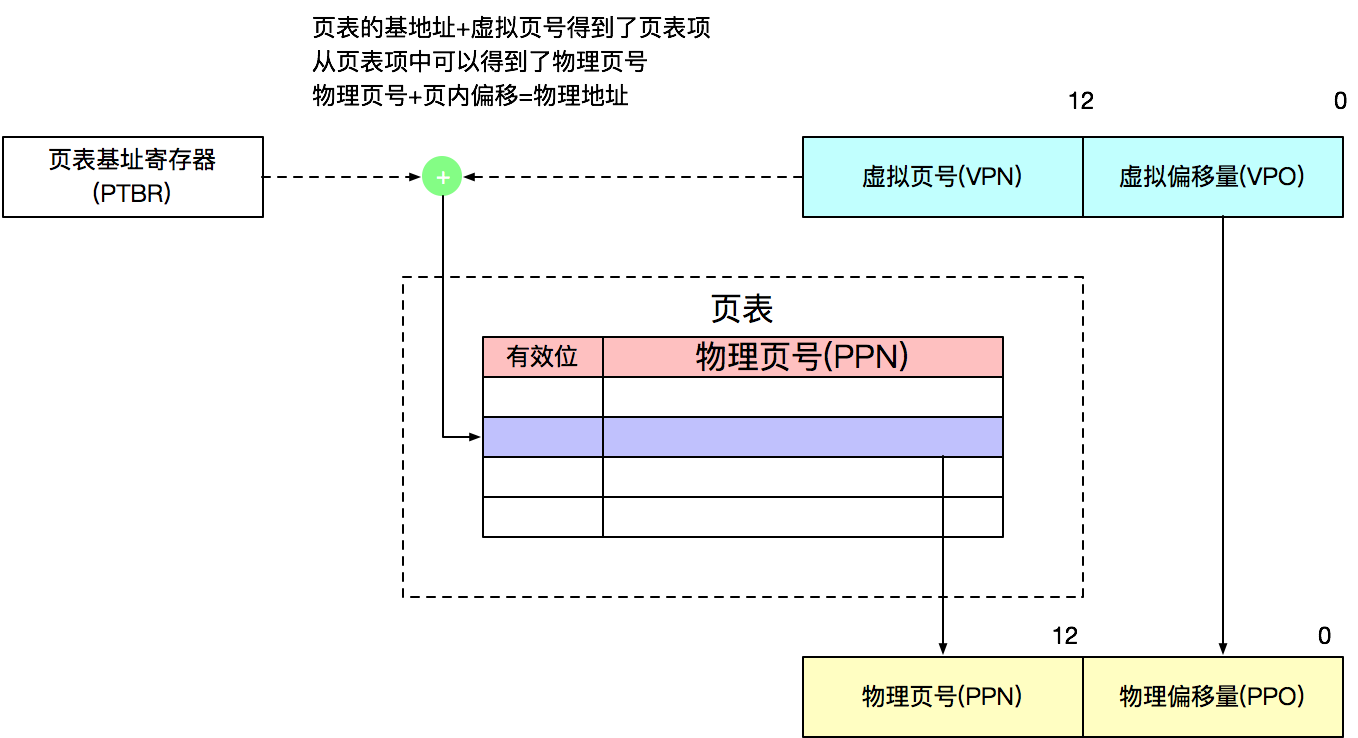 页表的基地址+虚拟页号得到了页表项
从页表项中可以得到了物理页号
物理页号+页内偏移=物理地址
12
0
页表基址寄存器
(PTBR)
+
虚拟页号(VPN)
虚拟偏移量(VPO)
页表
有效位
物理页号(PPN)
12
0
物理页号(PPN)
物理偏移量(PPO)